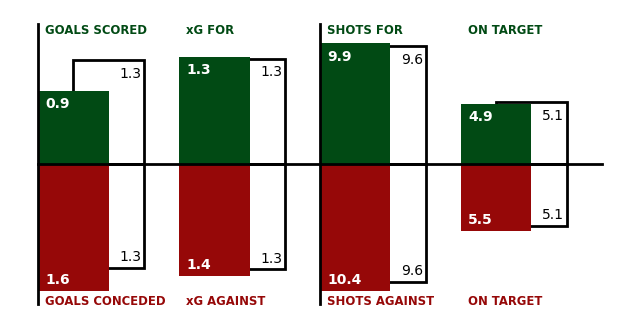 GOALS SCORED xG FOR SHOTS FOR ON TARGET
0.9 1.3 1.3 1.3 9.9 9.6 4.9 5.1
1.6 1.3 1.4 1.3 10.4 9.6 5.5 5.1
GOALS CONCEDED xG AGAINST SHOTS AGAINST ON TARGET